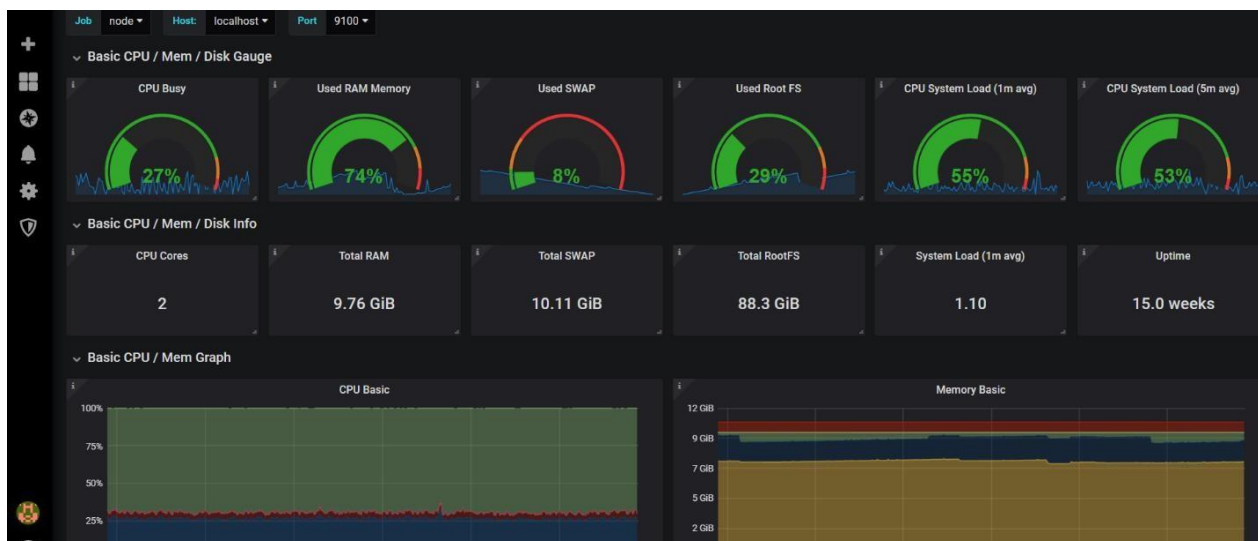 Job node Host: localhost Port 9100
Basic CPU / Mem / Disk Gauge
CPU Busy
Used RAM Memory
Used SWAP
Used Root FS
CPU System Load (1m avg)
CPU System Load (5m avg)
27%
74%
8%
29%
55%
53%
Basic CPU / Mem / Disk Info
CPU Cores
Total RAM
Total SWAP
Total RootFS
System Load (1m avg)
Uptime
2
9.76 GiB
10.11 GiB
88.3 GiB
1.10
15.0 weeks
Basic CPU / Mem Graph
CPU Basic
100%
75%
50%
25%
Memory Basic
12 GiB
9 GiB
7 GiB
5 GiB
2 GiB